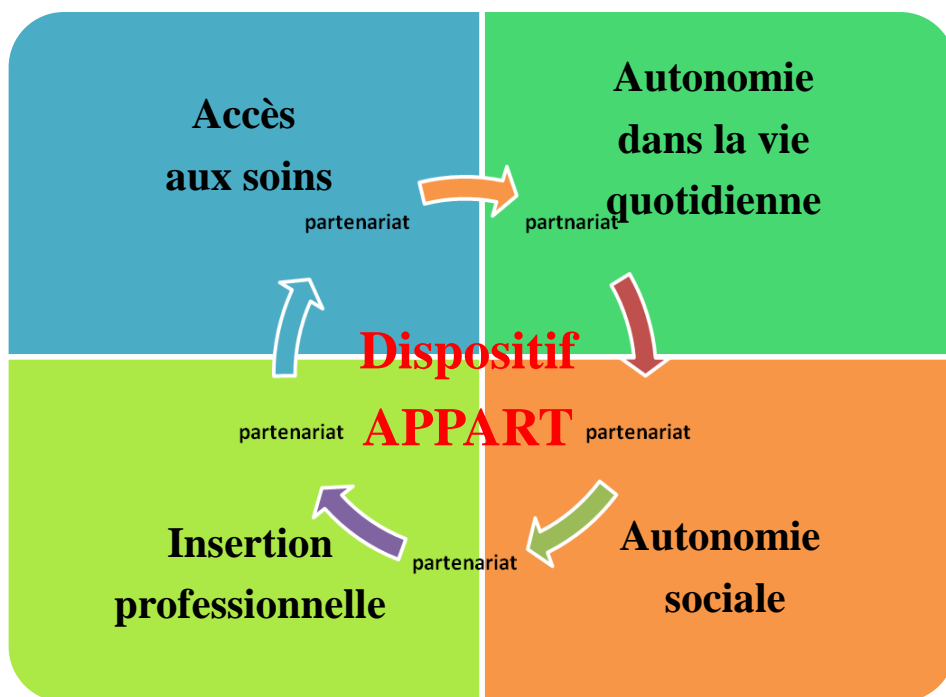 Accès
aux soins
partenariat
Autonomie
dans la vie
quotidienne
partnariat
Dispositif
APPART
partenariat
partenariat
Insertion
professionnelle
partenariat
Autonomie
sociale